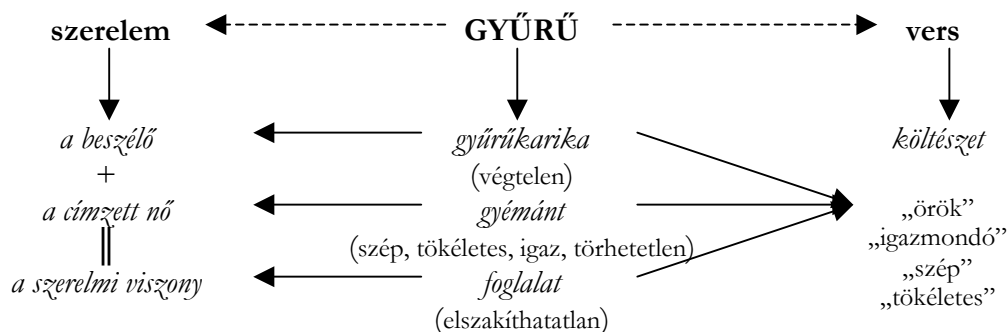 szerelem GYŰRŰ vers
a beszélő gyűrűkarika költészet
+ (végtelen)
a címzett nő gyémánt „örök”
(szép, tökéletes, igaz, törhetetlen) „igazmondó”
a szerelmi viszony foglalat „szép”
(elszakíthatatlan) „tökéletes”